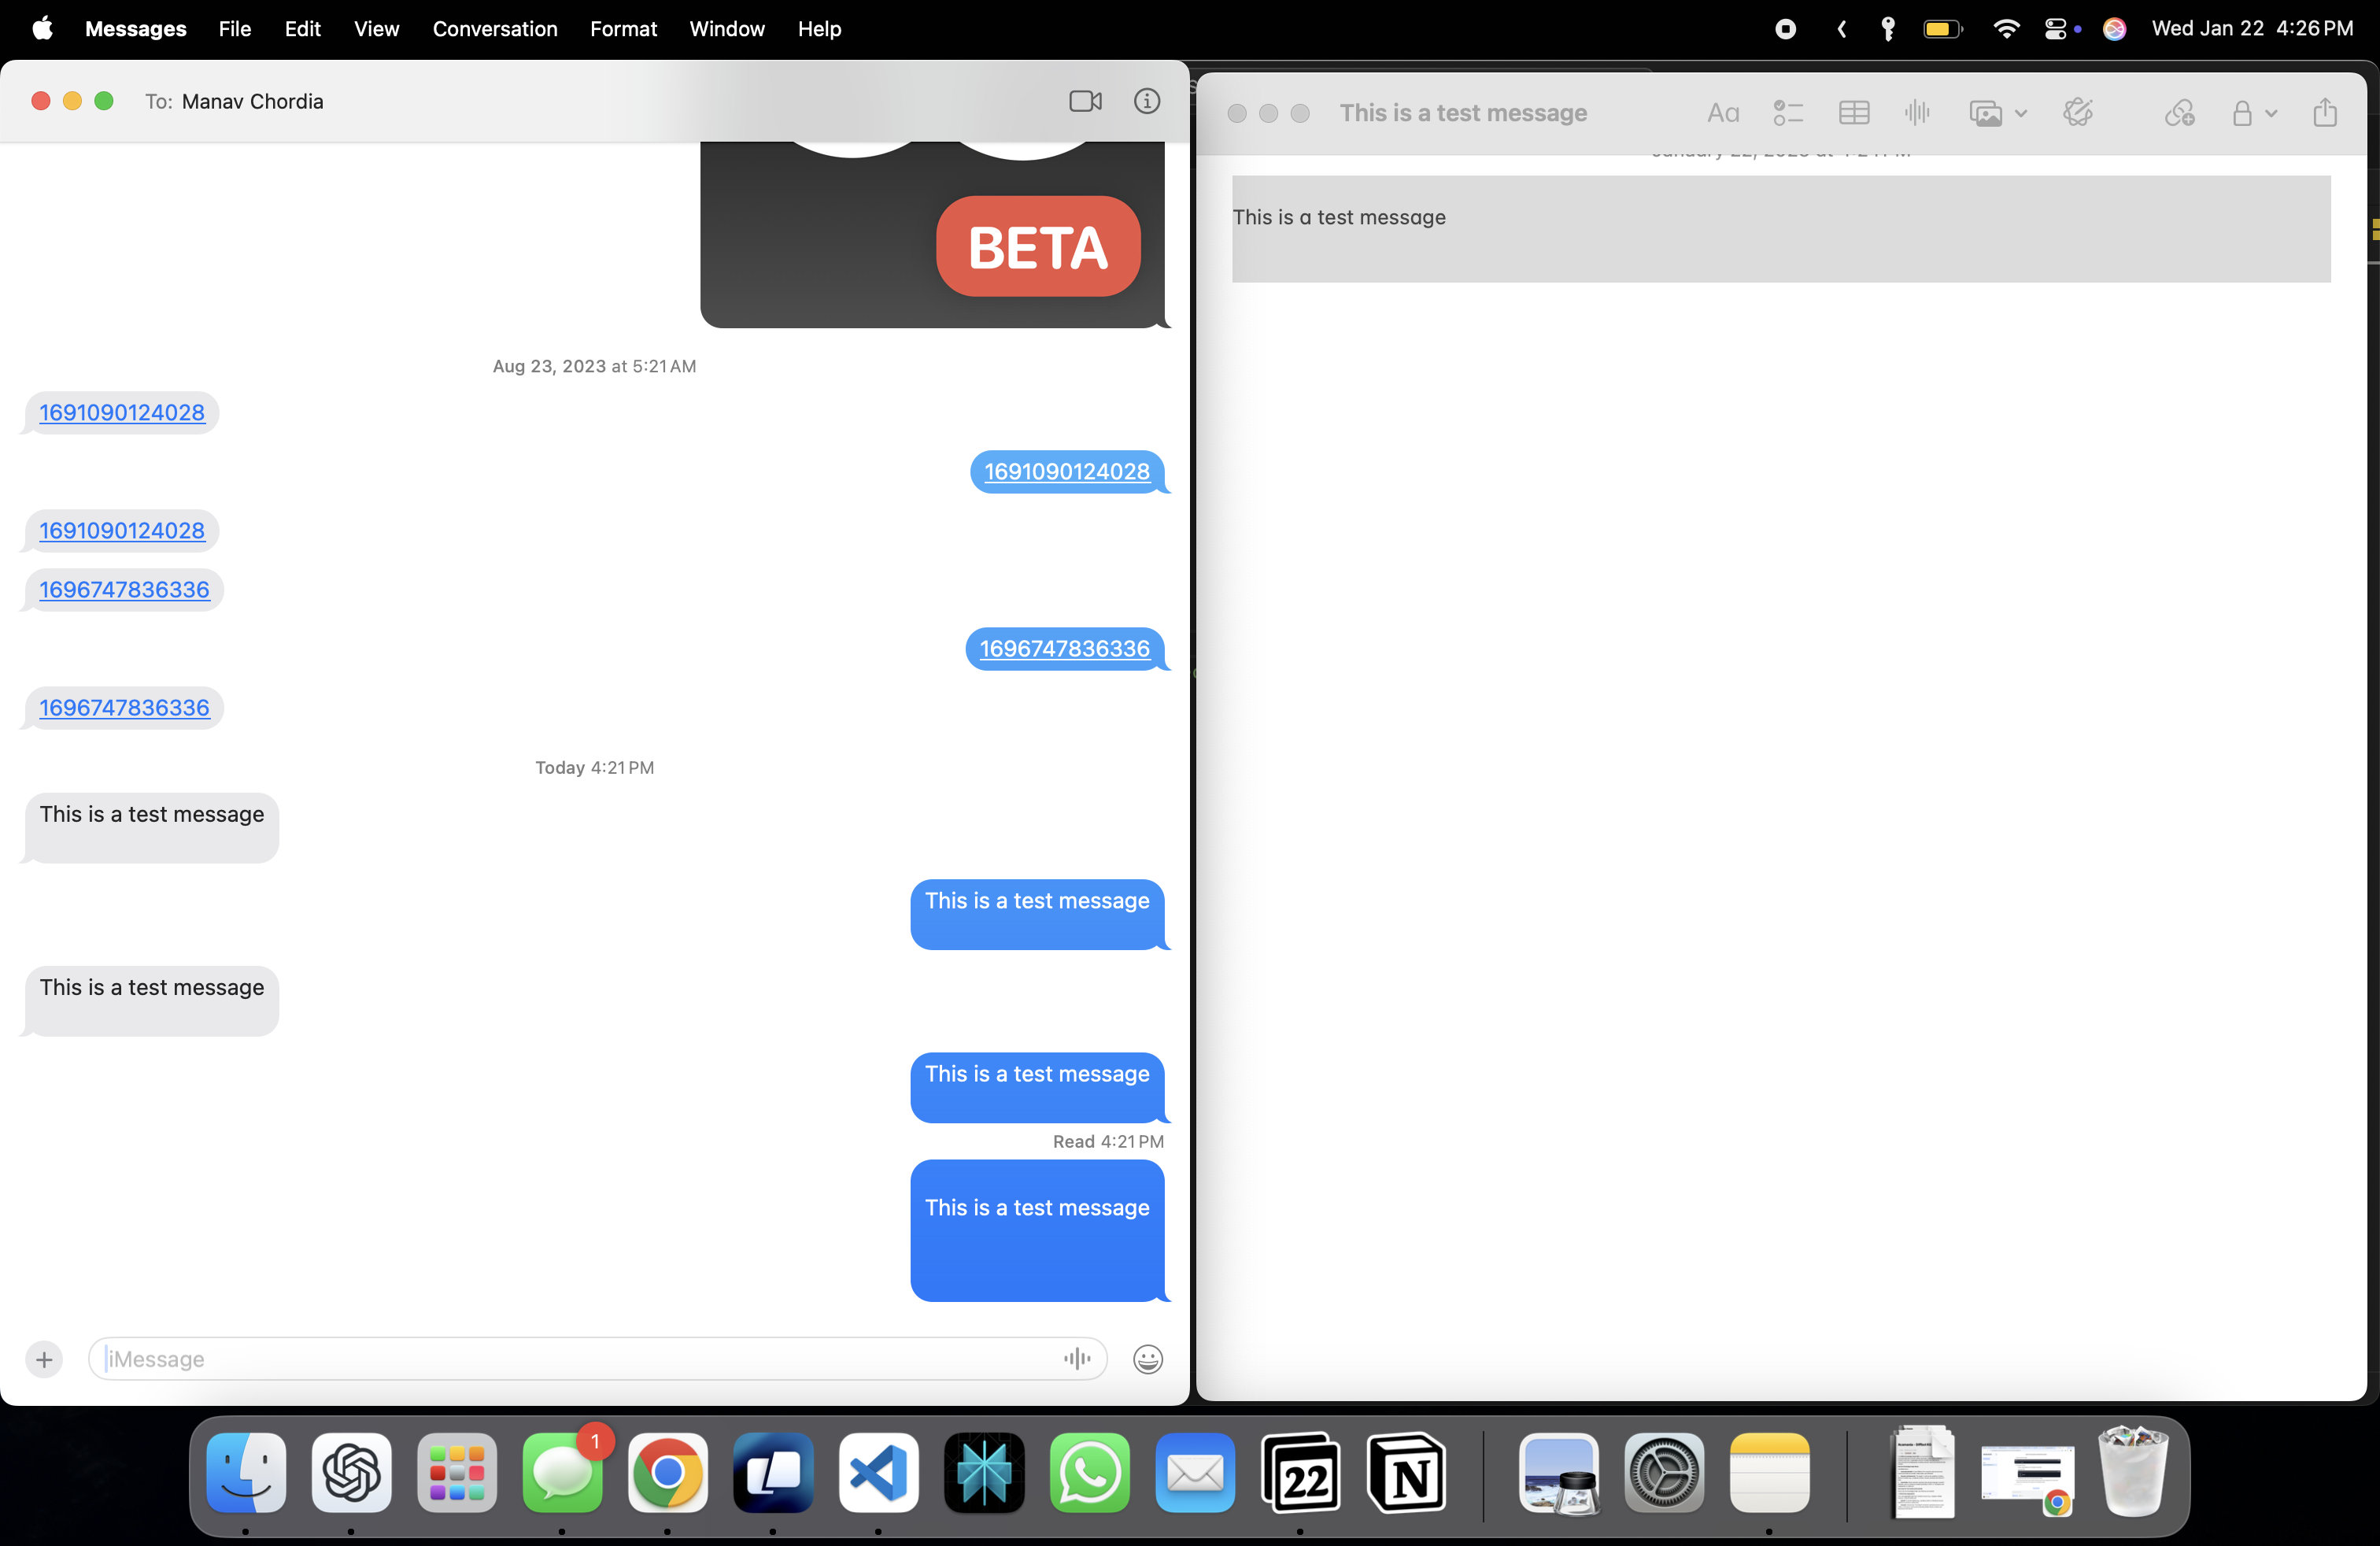 Messages File Edit View Conversation Format Window Help Wed Jan 22 4:26 PM
To: Manav Chordia
BETA
Aug 23, 2023 at 5:21 AM
1691090124028
1691090124028
1691090124028
1696747836336
1696747836336
1696747836336
Today 4:21 PM
This is a test message
This is a test message
This is a test message
This is a test message
Read 4:21 PM
This is a test message
iMessage
This is a test message
Aa
This is a test message
1
22
N